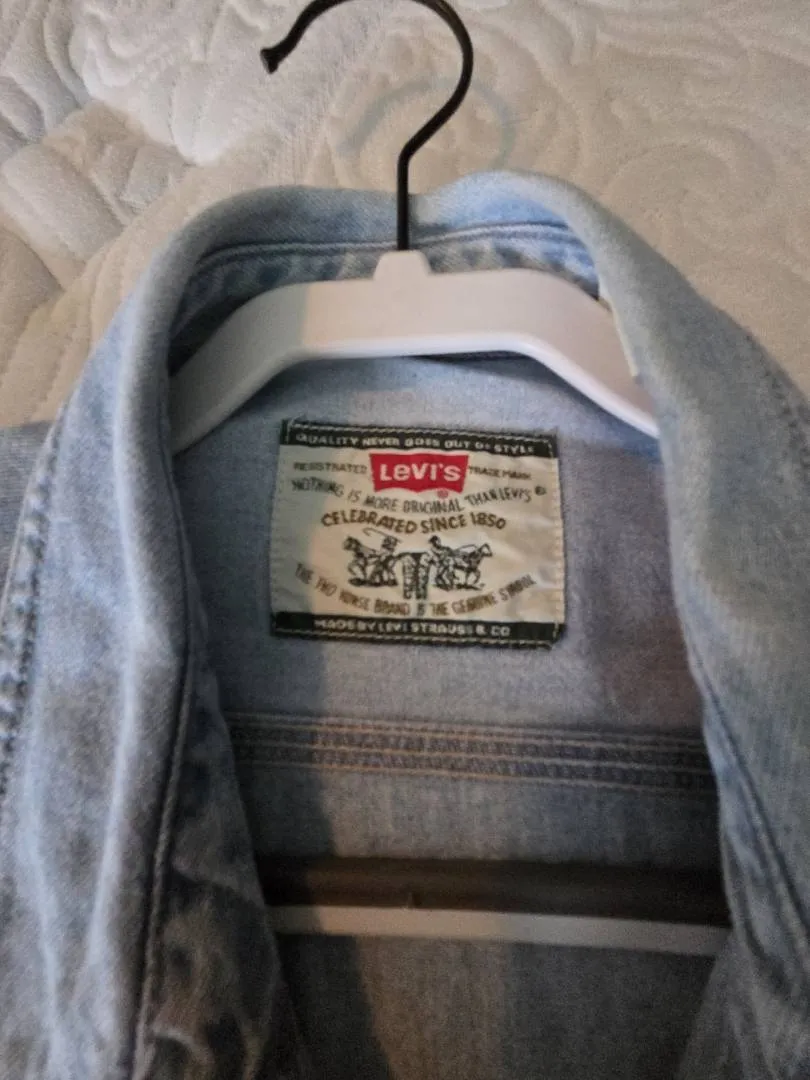 QUALITY NEVER GOES OUT OF STYLE
REGISTRATED LEVI'S ® TRADE MARK
NOTHING IS MORE ORIGINAL THAN LEVI'S ®
CELEBRATED SINCE 1850
THE TWO HORSE BRAND IS THE GENUINE SYMBOL
MADE BY LEVI STRAUSS & CO